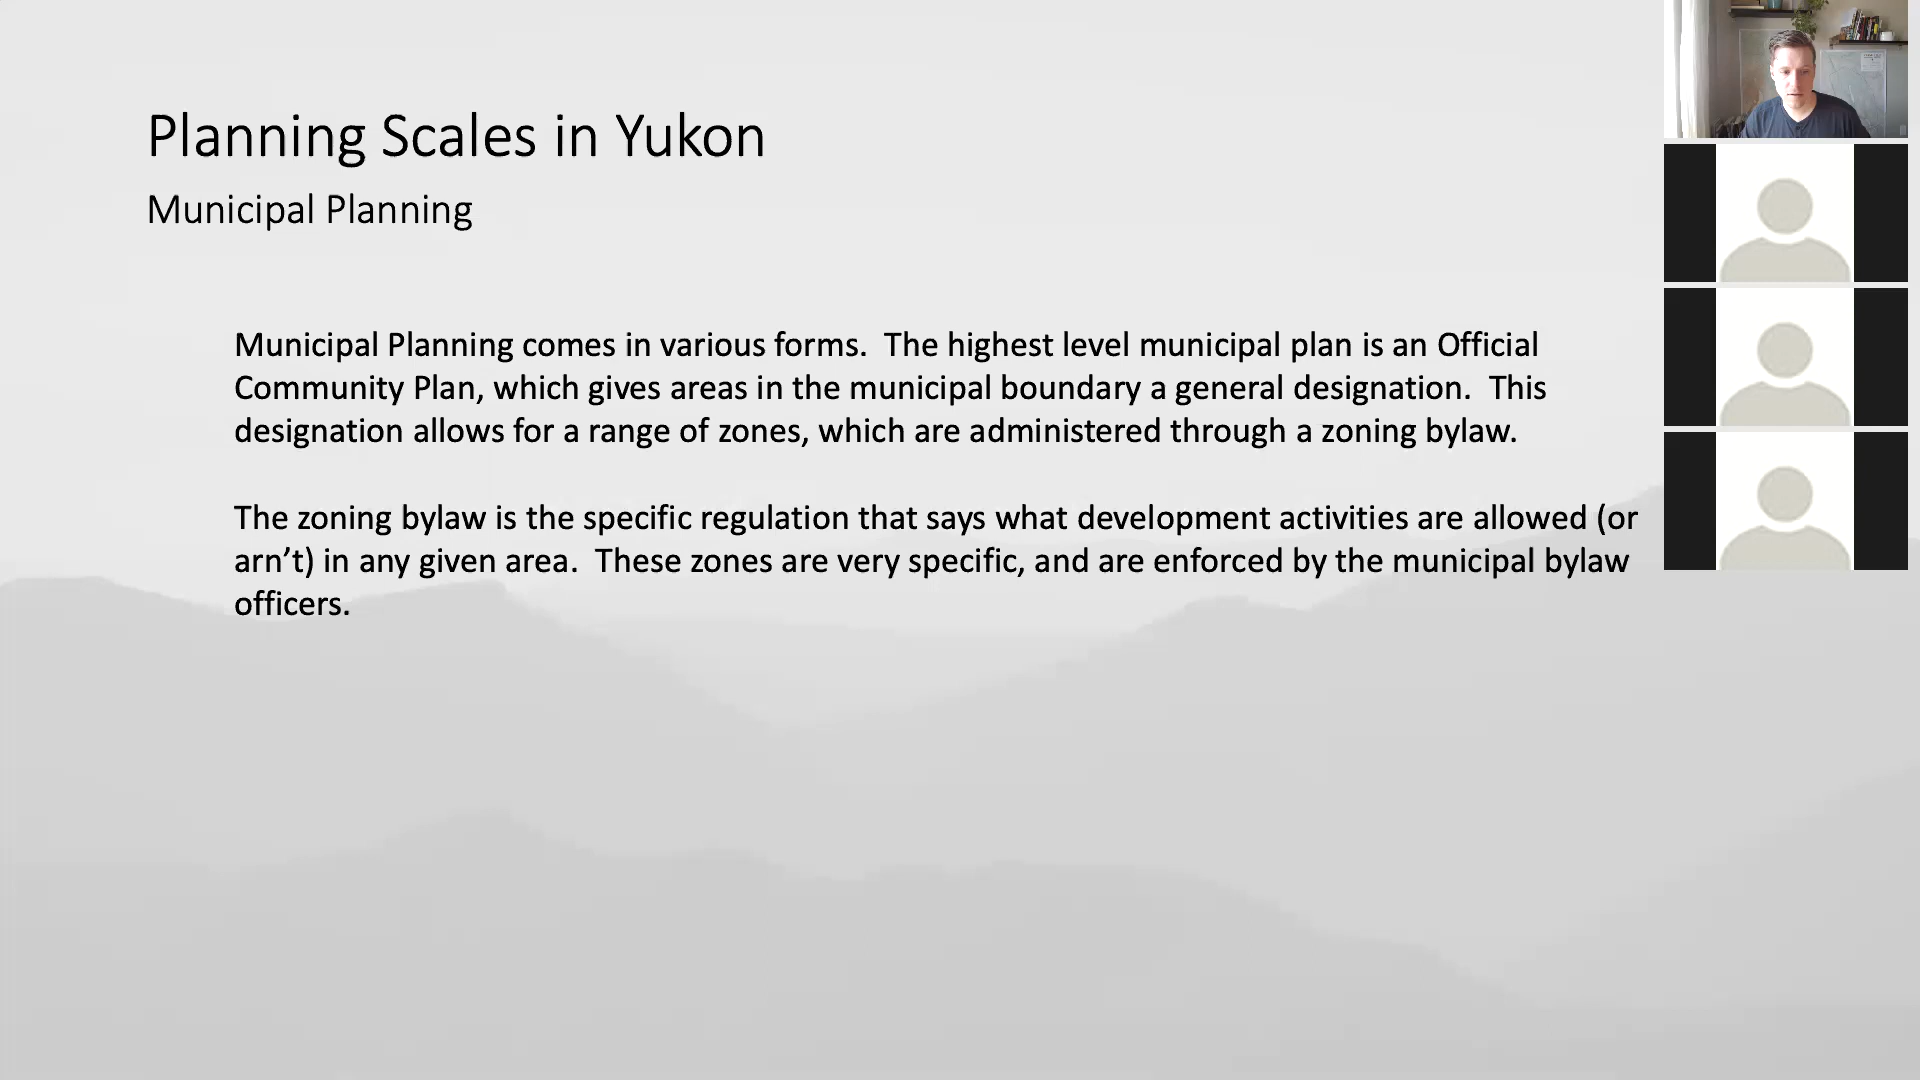 Planning Scales in Yukon
Municipal Planning
Municipal Planning comes in various forms.  The highest level municipal plan is an Official
Community Plan, which gives areas in the municipal boundary a general designation.  This
designation allows for a range of zones, which are administered through a zoning bylaw.
The zoning bylaw is the specific regulation that says what development activities are allowed (or
arn’t) in any given area.  These zones are very specific, and are enforced by the municipal bylaw
officers.